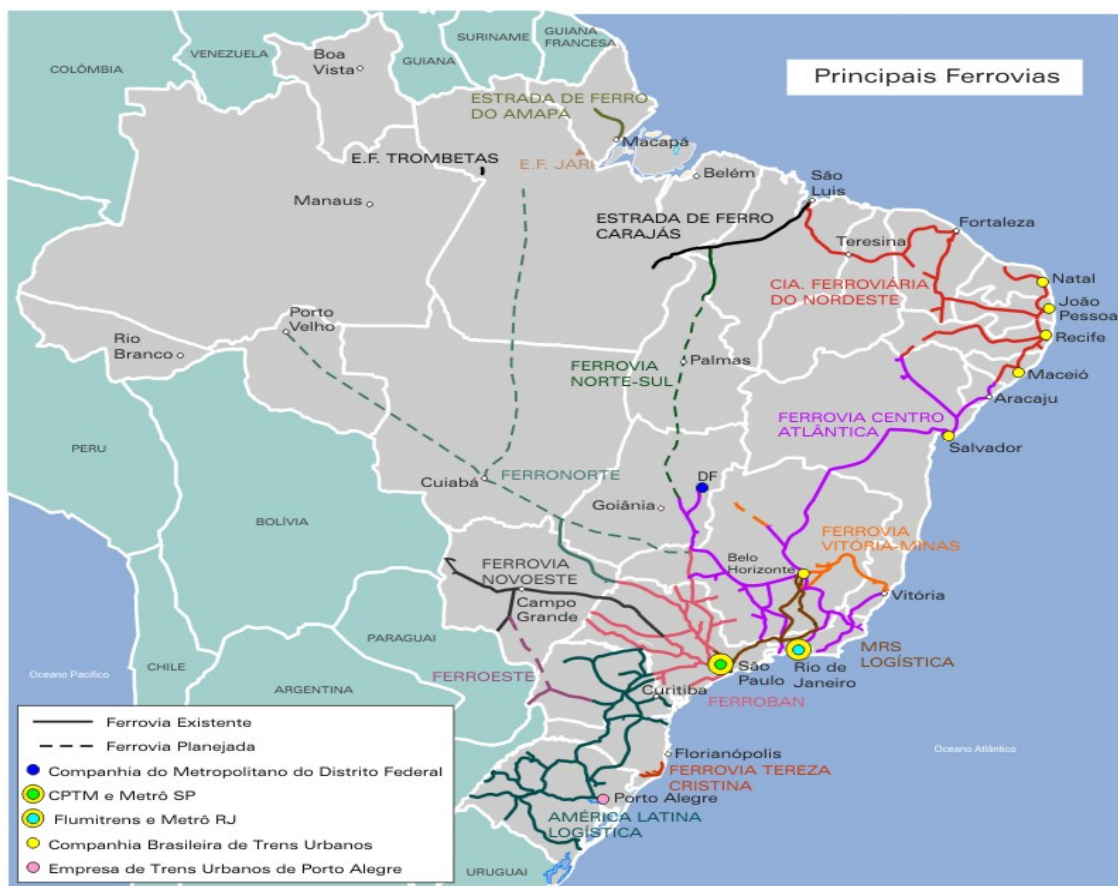 Principais Ferrovias
COLÔMBIA
VENEZUELA
GUIANA
SURINAME
GUIANA
FRANCESA
Boa
Vista
ESTRADA DE FERRO
DO AMAPÁ
Macapá
E.F. TROMBETAS
E.F. JARI
Belém
São
Luis
Manaus
ESTRADA DE FERRO
CARAJÁS
Teresina
Fortaleza
CIA. FERROVIÁRIA
DO NORDESTE
Natal
João
Pessoa
Recife
Maceió
Aracaju
Porto
Velho
Rio
Branco
FERROVIA
NORTE-SUL
Palmas
FERROVIA CENTRO
ATLÂNTICA
Salvador
PERU
BOLÍVIA
Cuiabá
FERRONORTE
Goiânia
DF
FERROVIA
VITÓRIA-MINAS
Belo
Horizonte
Vitória
FERROVIA
NOVOESTE
Campo
Grande
PARAGUAI
MRS
LOGÍSTICA
São
Paulo
Rio de
Janeiro
Oceano Pacífico
CHILE
ARGENTINA
FERROESTE
Curitiba
FERROBAN
Oceano Atlântico
Florianópolis
FERROVIA TEREZA
CRISTINA
Porto Alegre
AMÉRICA LATINA
LOGÍSTICA
URUGUAI
Ferrovia Existente
Ferrovia Planejada
Companhia do Metropolitano do Distrito Federal
CPTM e Metrô SP
Flumitrens e Metrô RJ
Companhia Brasileira de Trens Urbanos
Empresa de Trens Urbanos de Porto Alegre